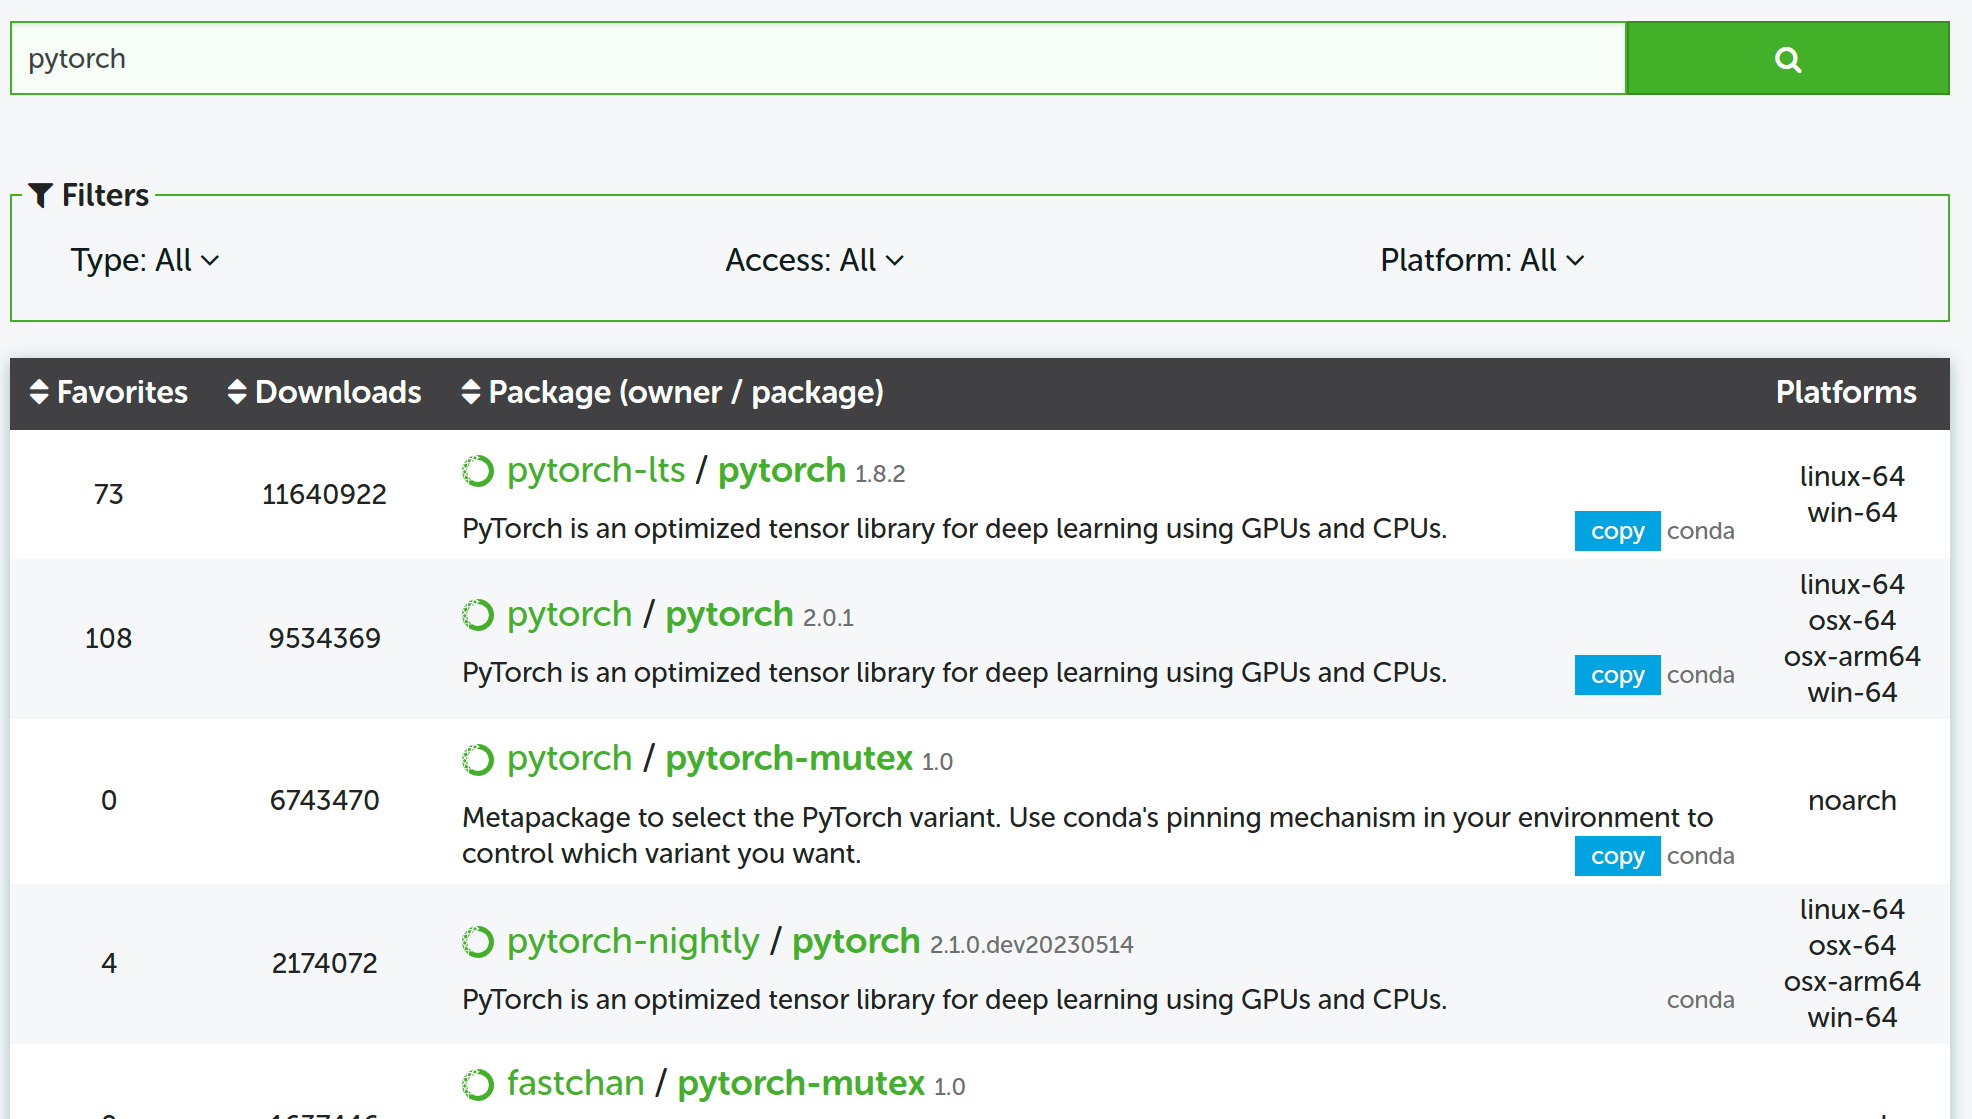 pytorch
Filters
Type: All
Access: All
Platform: All
Favorites Downloads Package (owner / package) Platforms
73 11640922 pytorch-lts / pytorch 1.8.2
PyTorch is an optimized tensor library for deep learning using GPUs and CPUs.
copy conda
linux-64
win-64
108 9534369 pytorch / pytorch 2.0.1
PyTorch is an optimized tensor library for deep learning using GPUs and CPUs.
copy conda
linux-64
osx-64
osx-arm64
win-64
0 6743470 pytorch / pytorch-mutex 1.0
Metapackage to select the PyTorch variant. Use conda's pinning mechanism in your environment to
control which variant you want.
copy conda
noarch
4 2174072 pytorch-nightly / pytorch 2.1.0.dev20230514
PyTorch is an optimized tensor library for deep learning using GPUs and CPUs.
conda
linux-64
osx-64
osx-arm64
win-64
fastchan / pytorch-mutex 1.0